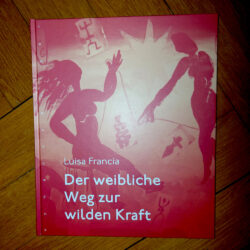 Luisa Francia
Der weibliche
Weg zur
wilden Kraft